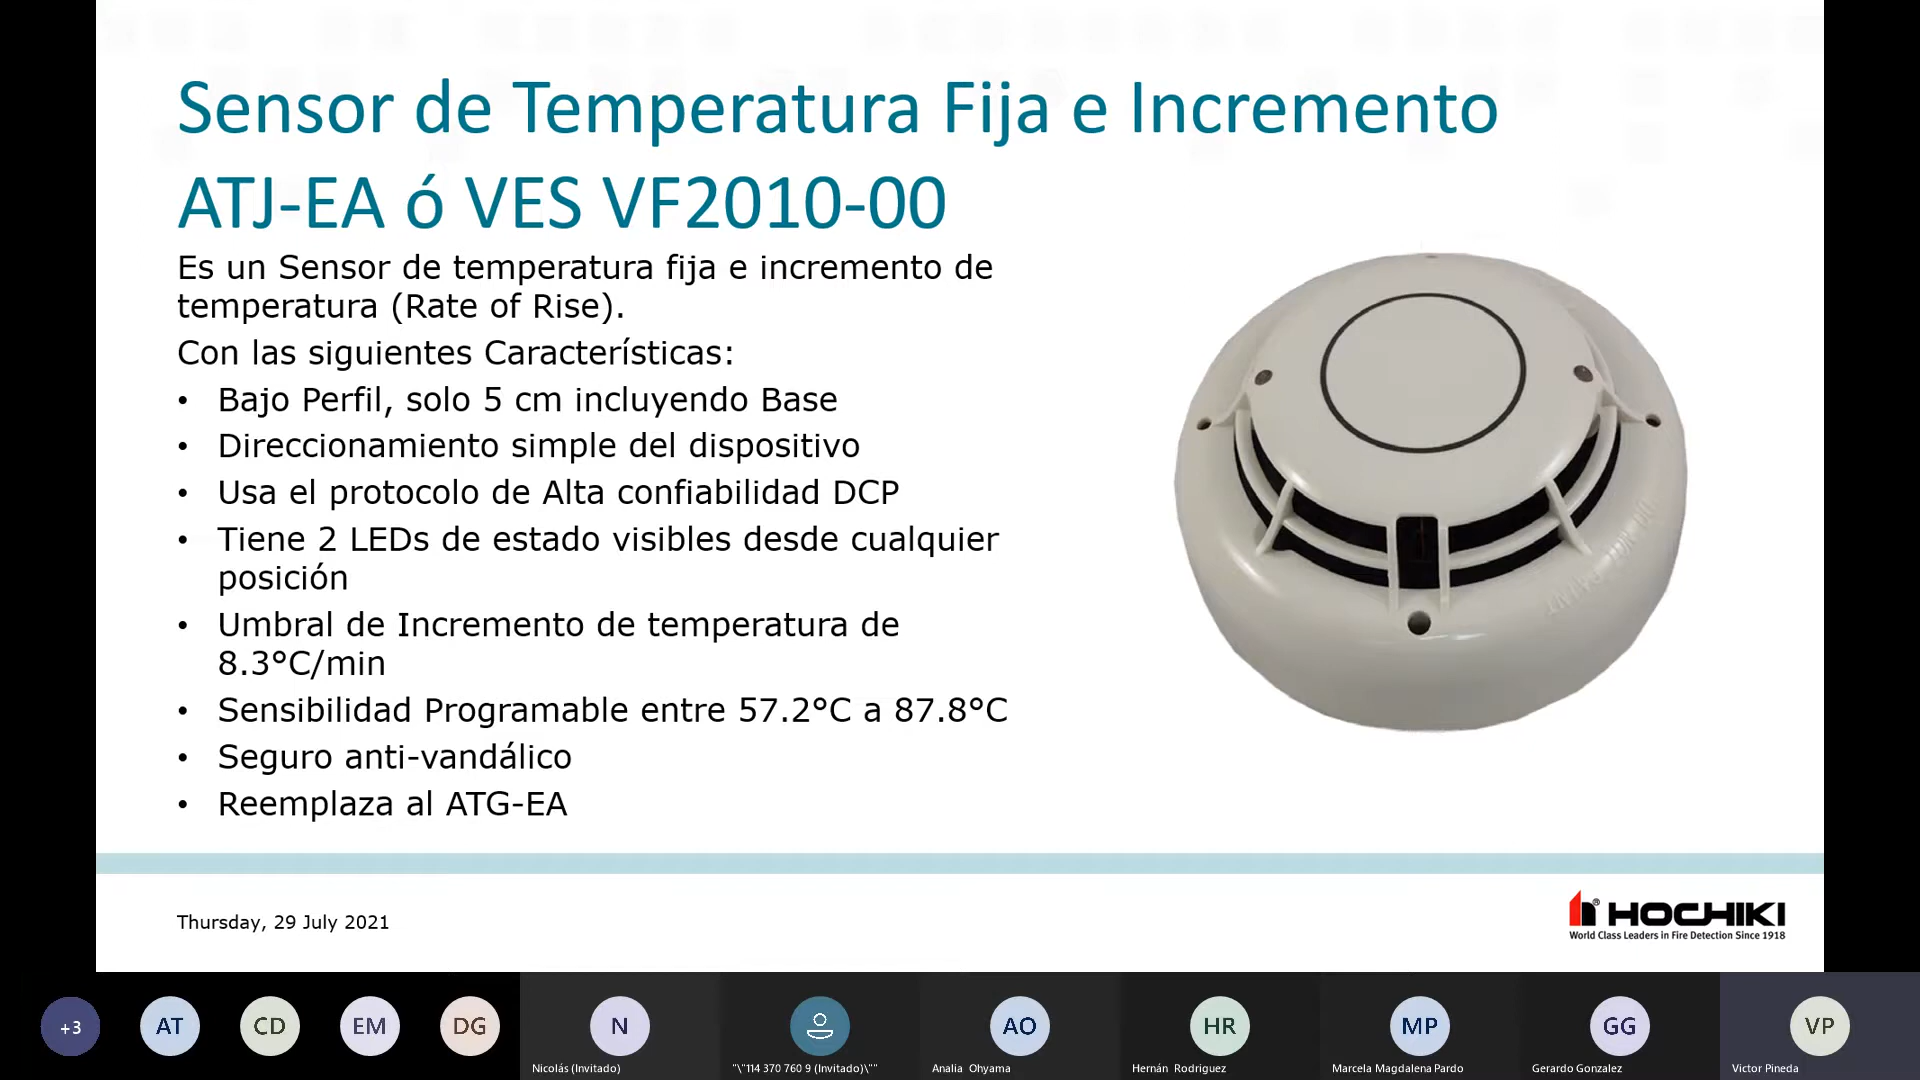 Sensor de Temperatura Fija e Incremento
ATJ-EA ó VES VF2010-00
Es un Sensor de temperatura fija e incremento de
temperatura (Rate of Rise).
Con las siguientes Características:
• Bajo Perfil, solo 5 cm incluyendo Base
• Direccionamiento simple del dispositivo
• Usa el protocolo de Alta confiabilidad DCP
• Tiene 2 LEDs de estado visibles desde cualquier
posición
• Umbral de Incremento de temperatura de
8.3°C/min
• Sensibilidad Programable entre 57.2°C a 87.8°C
• Seguro anti-vandálico
• Reemplaza al ATG-EA
Thursday, 29 July 2021
HOCHIKI
World Class Leaders in Fire Detection Since 1918
+3
AT
CD
EM
DG
N
AO
HR
MP
GG
VP
Nicolás (Invitado)
"\"114 370 760 9 (Invitado)\""
Analia Ohyama
Hernán Rodriguez
Marcela Magdalena Pardo
Gerardo Gonzalez
Victor Pineda